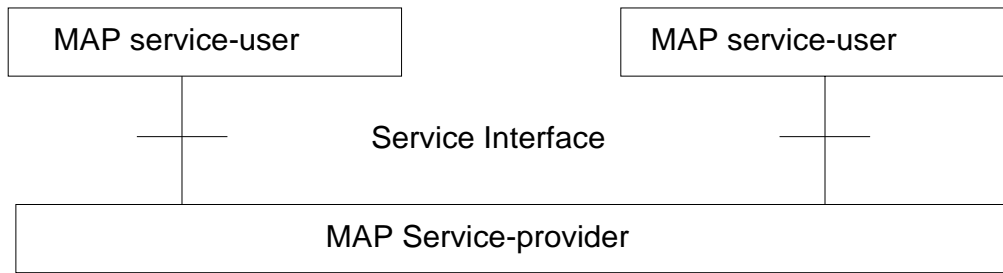 MAP service-user
MAP service-user
Service Interface
MAP Service-provider